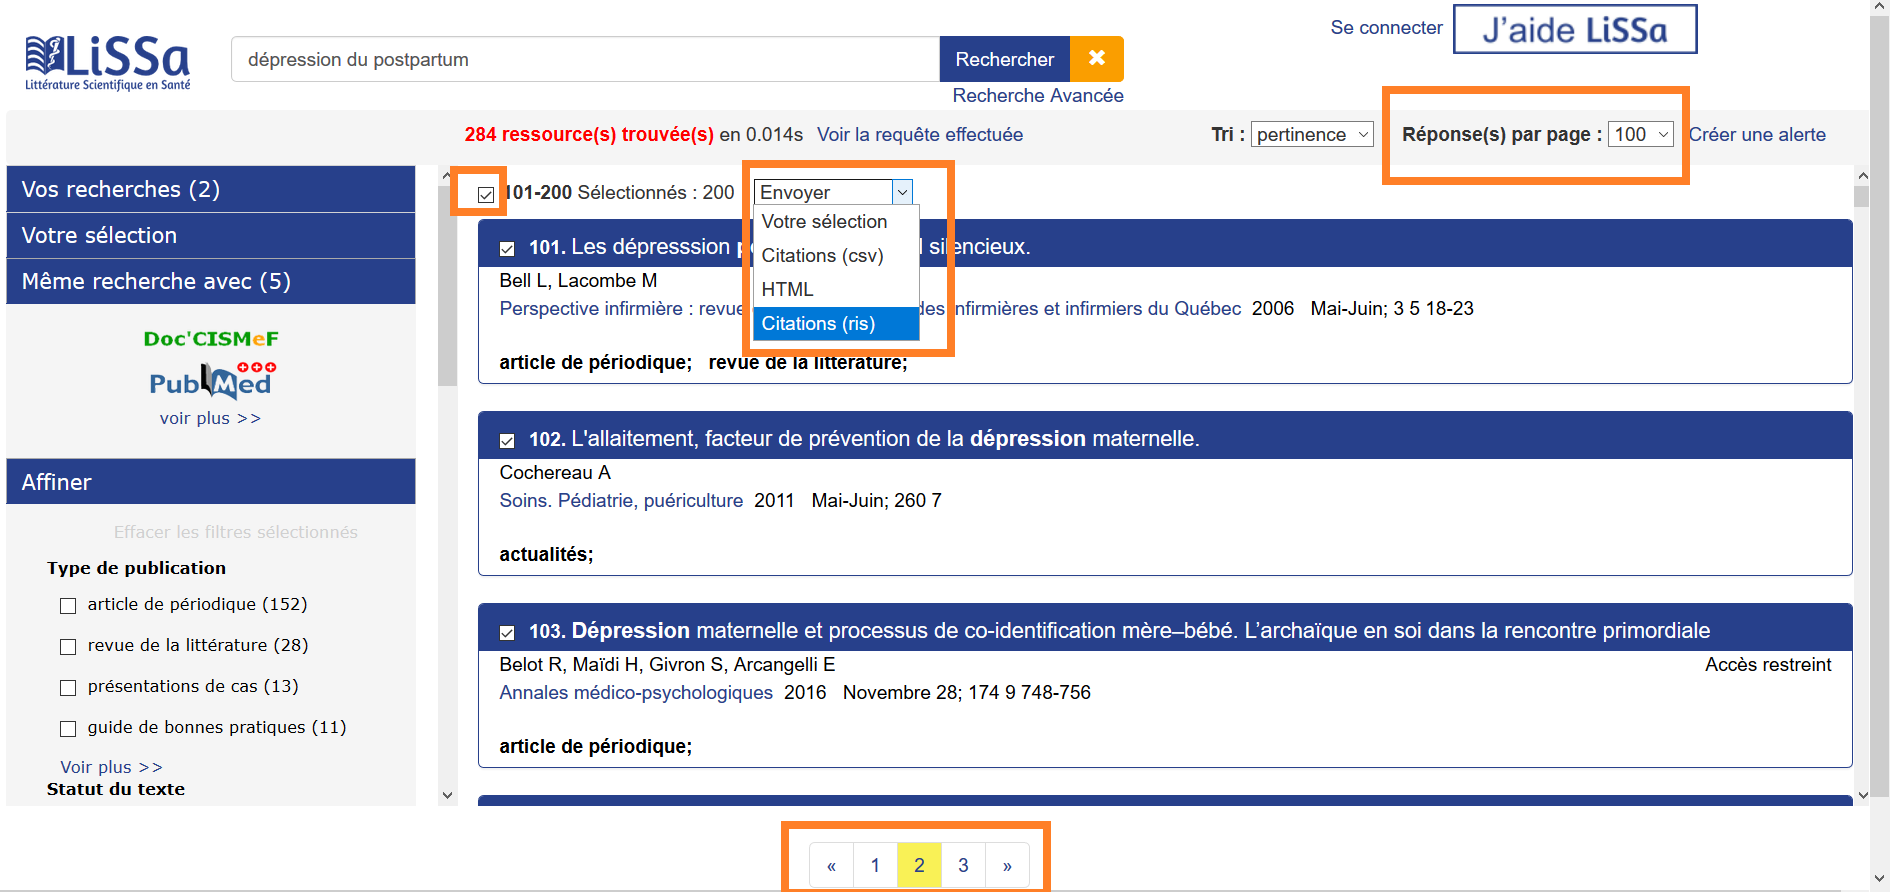 LiSSa
Littérature Scientifique en Santé
dépression du postpartum
Rechercher
Recherche Avancée
Se connecter
J'aide LiSSa
284 ressource(s) trouvée(s) en 0.014s Voir la requête effectuée
Tri : pertinence
Réponse(s) par page : 100
Créer une alerte
Vos recherches (2)
Votre sélection
Même recherche avec (5)
Doc'CISMeF
PubMed
voir plus >>
Affiner
Effacer les filtres sélectionnés
Type de publication
article de périodique (152)
revue de la littérature (28)
présentations de cas (13)
guide de bonnes pratiques (11)
Voir plus >>
Statut du texte
101-200 Sélectionnés : 200
Envoyer
Votre sélection
Citations (csv)
HTML
Citations (ris)
101. Les dépresssion silencieux.
Bell L, Lacombe M
Perspective infirmière : revue des infirmières et infirmiers du Québec 2006 Mai-Juin; 3 5 18-23
article de périodique; revue de la littérature;
102. L'allaitement, facteur de prévention de la dépression maternelle.
Cochereau A
Soins. Pédiatrie, puériculture 2011 Mai-Juin; 260 7
actualités;
103. Dépression maternelle et processus de co-identification mère–bébé. L'archaïque en soi dans la rencontre primordiale
Belot R, Maïdi H, Givron S, Arcangelli E
Accès restreint
Annales médico-psychologiques 2016 Novembre 28; 174 9 748-756
article de périodique;
« 1 2 3 »